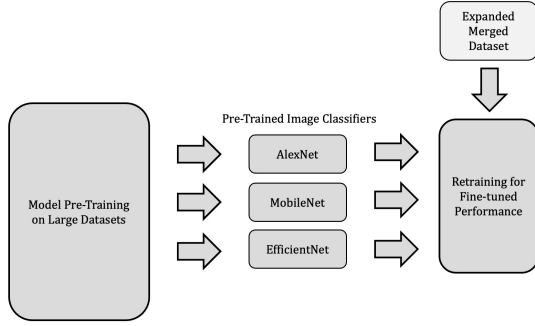 Expanded
Merged
Dataset
Pre-Trained Image Classifiers
AlexNet
Model Pre-Training
on Large Datasets
MobileNet
EfficientNet
Retraining for
Fine-tuned
Performance